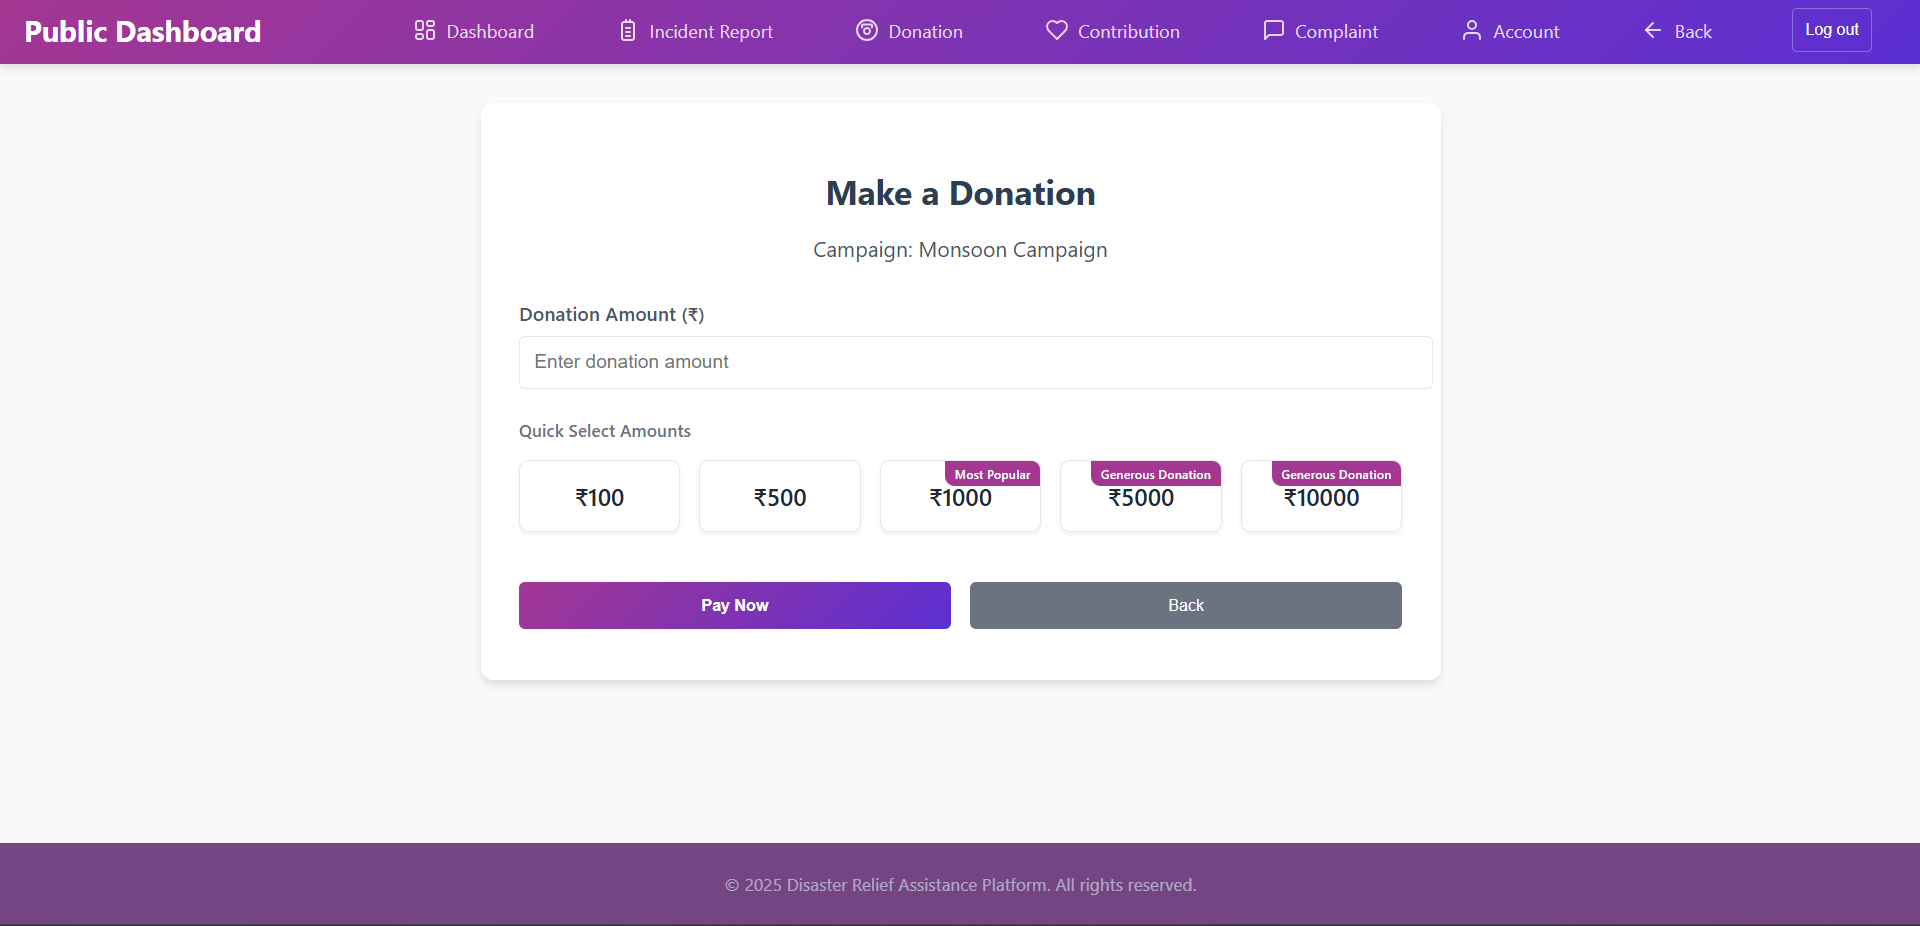 Public Dashboard
Dashboard
Incident Report
Donation
Contribution
Complaint
Account
Back
Log out
Make a Donation
Campaign: Monsoon Campaign
Donation Amount (₹)
Enter donation amount
Quick Select Amounts
₹100
₹500
Most Popular
₹1000
Generous Donation
₹5000
Generous Donation
₹10000
Pay Now
Back
© 2025 Disaster Relief Assistance Platform. All rights reserved.